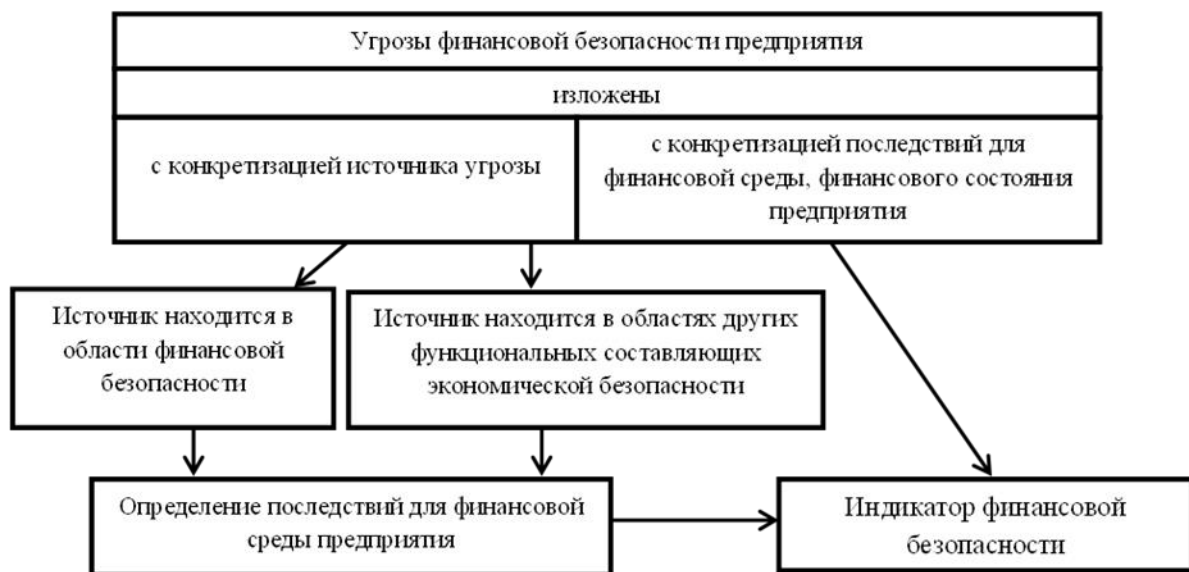 Угрозы финансовой безопасности предприятия
изложены
с конкретизацией источника угрозы
с конкретизацией последствий для
финансовой среды, финансового состояния
предприятия
Источник находится в
области финансовой
безопасности
Источник находится в областях других
функциональных составляющих
экономической безопасности
Определение последствий для финансовой
среды предприятия
Индикатор финансовой
безопасности